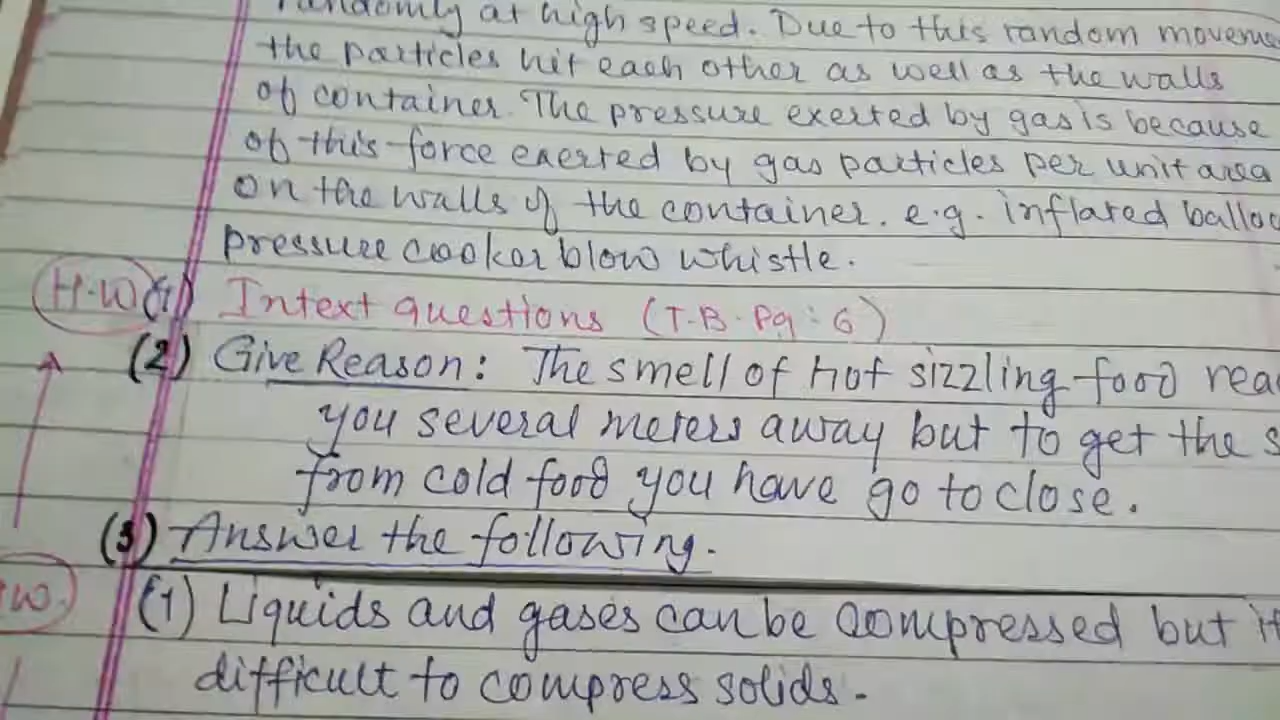 randomly at high speed. Due to this random
the particles hit each other as well as the walls
of container. The pressure exerted by gas is because
of this force exerted by gas particles per unit area
on the walls of the container. e.g. inflated
pressure cooker blow whistle.
H.W (1) Intext questions (T.B. Pg: 6)
(2) Give Reason: The smell of hot sizzling food
you several meters away but to get the
from cold food you have go to close.
(3) Answer the following.
(1) Liquids and gases can be compressed but
difficult to compress solids.